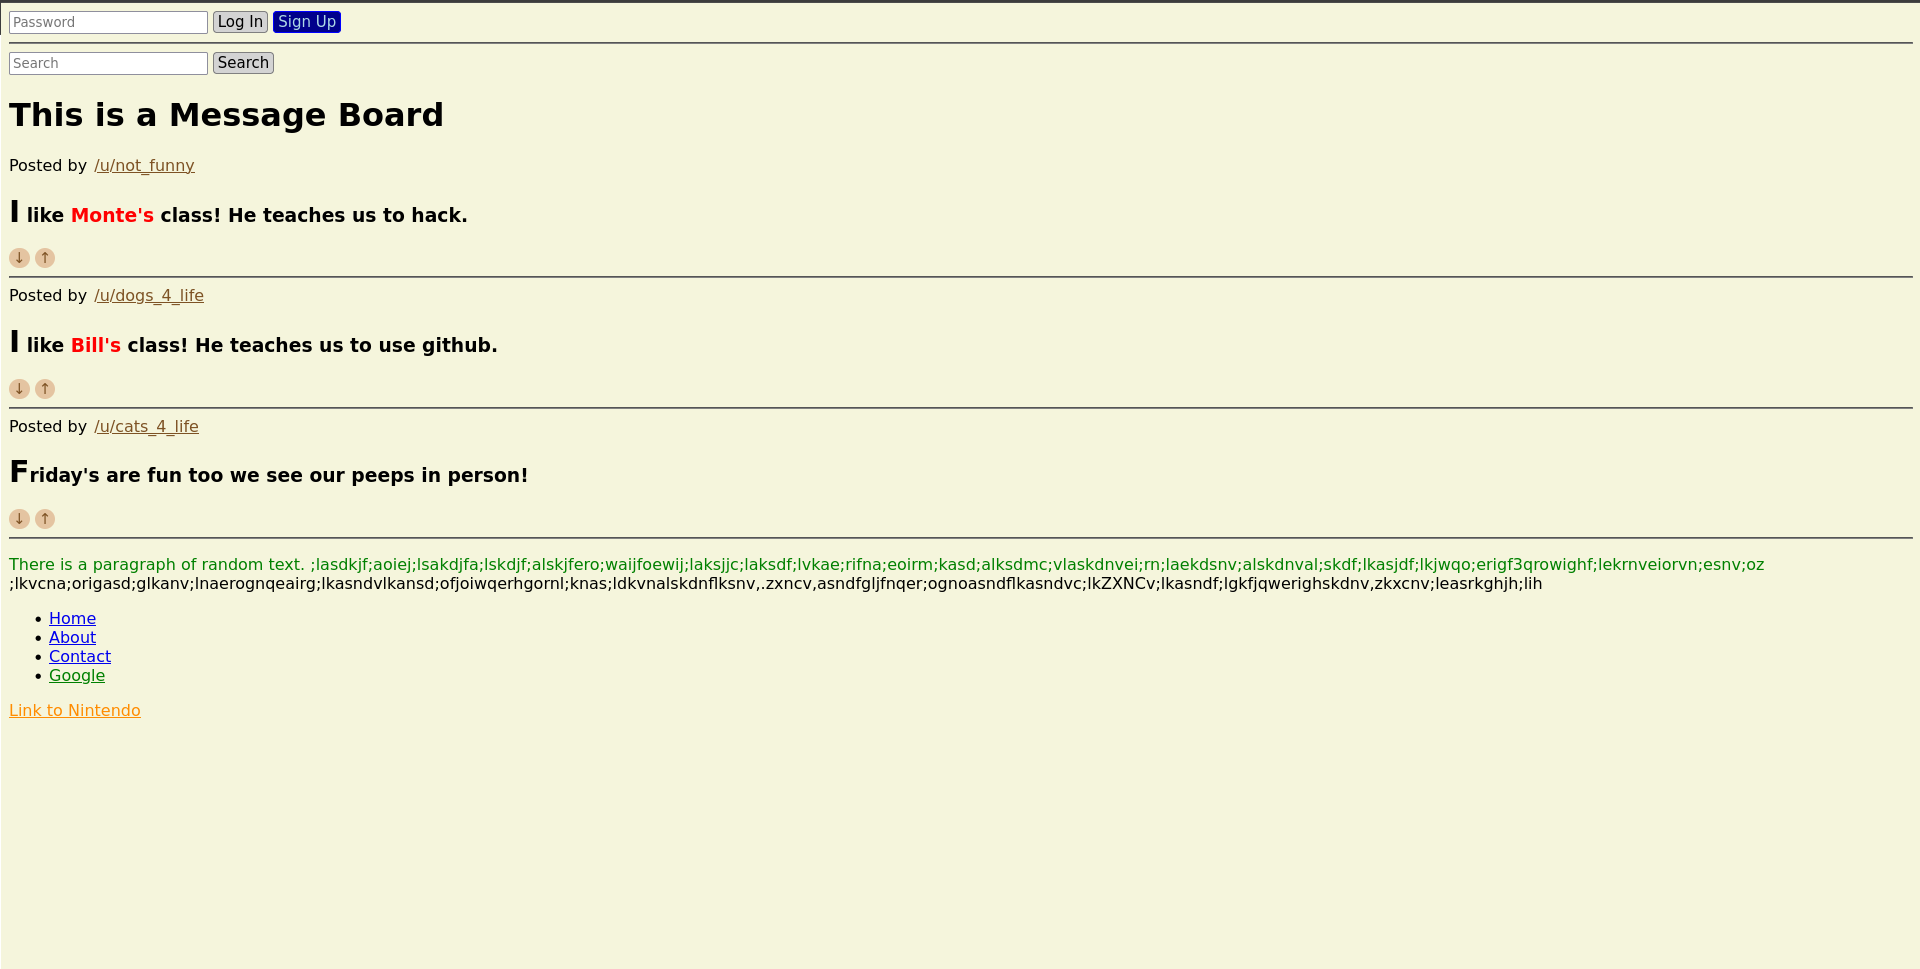 Password Log In Sign Up
Search Search
This is a Message Board
Posted by /u/not_funny
I like Monte's class! He teaches us to hack.
↓ ↑
Posted by /u/dogs_4_life
I like Bill's class! He teaches us to use github.
↓ ↑
Posted by /u/cats_4_life
Friday's are fun too we see our peeps in person!
↓ ↑
There is a paragraph of random text. ;lasdkjf;aoiej;lsakdjfa;lskdjf;alskjfero;waijfoewij;laksjjc;laksdf;lvkae;rifna;eoirm;kasd;alksdmc;vlaskdnvei;rn;laekdsnv;alskdnval;skdf;lkasjdf;lkjwqo;erigf3qrowighf;lekrnveiorvn;esnv;oz
;lkvcna;origasd;glkanv;lnaerognqeairg;lkasndvlkansd;ofjoiwqerhgornl;knas;ldkvnalskdnflksnv,.zxncv,asndfgljfnqer;ognoasndflkasndvc;lkZXNCv;lkasndf;lgkfjqwerighskdnv,zkxcnv;leasrkghjh;lih
• Home
• About
• Contact
• Google
Link to Nintendo